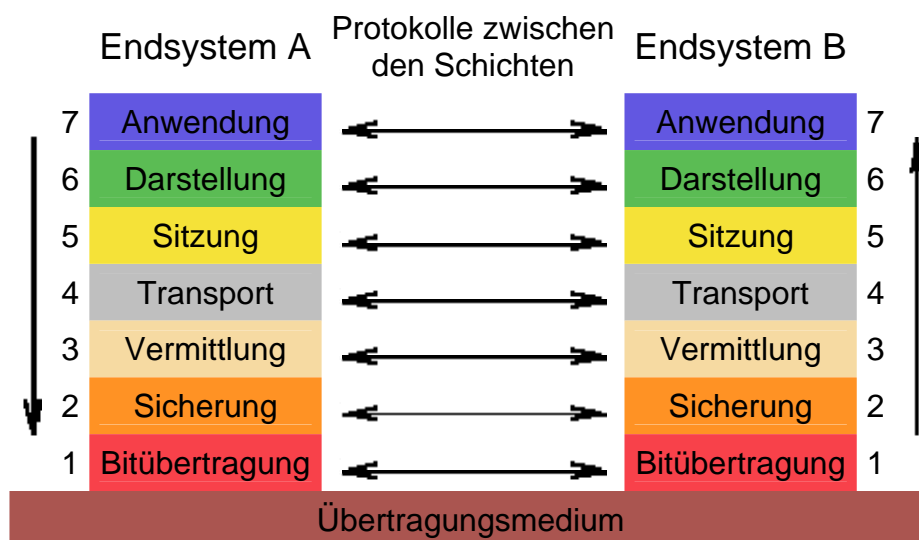 Endsystem A Protokolle zwischen den Schichten Endsystem B
7 Anwendung Anwendung 7
6 Darstellung Darstellung 6
5 Sitzung Sitzung 5
4 Transport Transport 4
3 Vermittlung Vermittlung 3
2 Sicherung Sicherung 2
1 Bitübertragung Bitübertragung 1
Übertragungsmedium